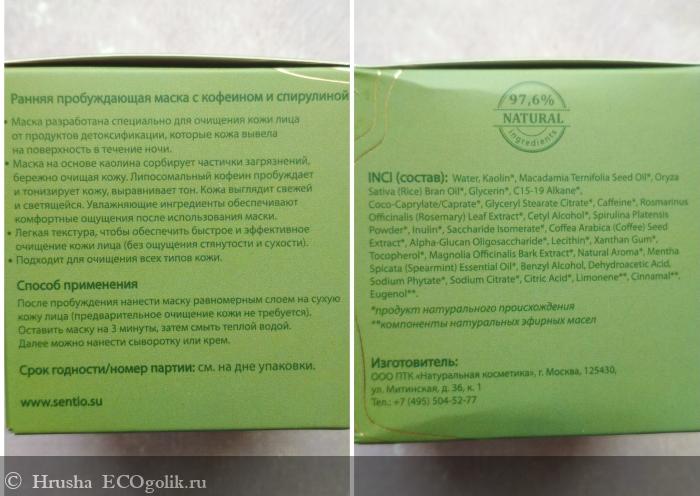 Ранняя пробуждающая маска с кофеином и спирулиной
• Маска разработана специально для очищения кожи лица
от продуктов детоксификации, которые кожа вывела
на поверхность в течение ночи.
• Маска на основе каолина сорбирует частички загрязнений,
бережно очищая кожу. Липосомальный кофеин пробуждает
и тонизирует кожу, выравнивает тон. Кожа выглядит свежей
и светящейся. Увлажняющие ингредиенты обеспечивают
комфортные ощущения после использования маски.
• Легкая текстура, чтобы обеспечить быстрое и эффективное
очищение кожи лица (без ощущения стянутости и сухости).
• Подходит для очищения всех типов кожи.
Способ применения
После пробуждения нанести маску равномерным слоем на сухую
кожу лица (предварительное очищение кожи не требуется).
Оставить маску на 3 минуты, затем смыть теплой водой.
Далее можно нанести сыворотку или крем.
Срок годности/номер партии: см. на дне упаковки.
www.sentio.su
97,6%
NATURAL
ingredients
INCI (состав): Water, Kaolin*, Macadamia Ternifolia Seed Oil*, Oryza
Sativa (Rice) Bran Oil*, Glycerin*, C15-19 Alkane*,
Coco-Caprylate/Caprate*, Glyceryl Stearate Citrate*, Caffeine*, Rosmarinus
Officinalis (Rosemary) Leaf Extract*, Cetyl Alcohol*, Spirulina Platensis
Powder*, Inulin*, Saccharide Isomerate*, Coffea Arabica (Coffee) Seed
Extract*, Alpha-Glucan Oligosaccharide*, Lecithin*, Xanthan Gum*,
Tocopherol*, Magnolia Officinalis Bark Extract*, Natural Aroma*, Mentha
Spicata (Spearmint) Essential Oil*, Benzyl Alcohol, Dehydroacetic Acid,
Sodium Phytate*, Sodium Citrate*, Citric Acid*, Limonene**, Cinnamal**,
Eugenol**.
*продукт натурального происхождения
**компоненты натуральных эфирных масел
Изготовитель:
ООО ПТК «Натуральная косметика», г. Москва, 125430,
ул. Митинская, д. 36, к. 1
Тел.: +7 (495) 504-52-77
© Hrusha ECOgolik.ru